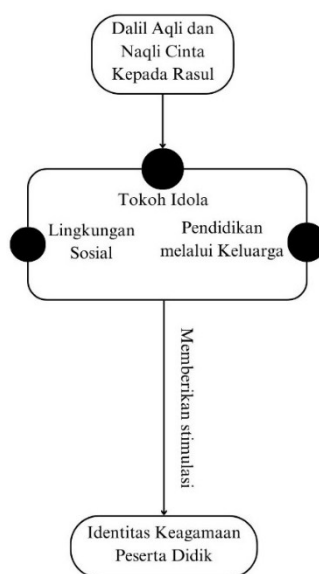 Dalil Aqli dan
Naqli Cinta
Kepada Rasul
Tokoh Idola
Lingkungan
Sosial
Pendidikan
melalui Keluarga
Memberikan stimulasi
Identitas Keagamaan
Peserta Didik